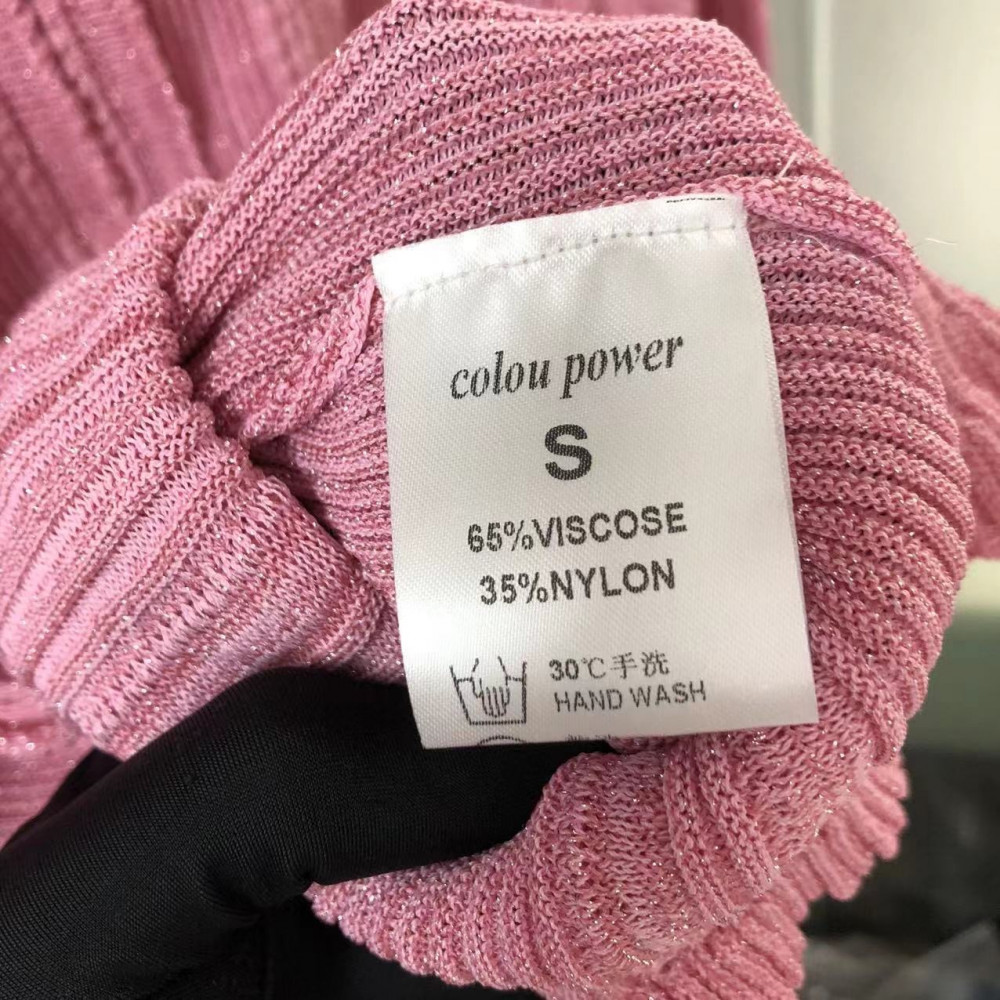 colou power
S
65%VISCOSE
35%NYLON
30℃手洗
HAND WASH